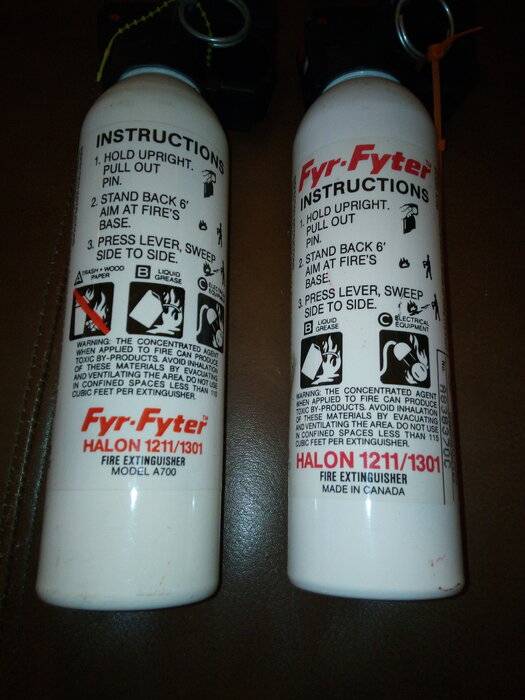 INSTRUCTIONS
1. HOLD UPRIGHT.
PULL OUT
PIN.
2. STAND BACK 6'
AIM AT FIRE'S
BASE.
3. PRESS LEVER, SWEEP
SIDE TO SIDE.
A TRASH • WOOD
PAPER
B LIQUID
GREASE
C ELECTRICAL
WARNING: THE CONCENTRATED AGENT
WHEN APPLIED TO FIRE CAN PRODUCE
TOXIC BY-PRODUCTS. AVOID INHALATION
OF THESE MATERIALS BY EVACUATING
AND VENTILATING THE AREA. DO NOT USE
IN CONFINED SPACES LESS THAN 115
CUBIC FEET PER EXTINGUISHER.
Fyr-Fyter™
HALON 1211/1301
FIRE EXTINGUISHER
MODEL A700
Fyr-Fyter™
INSTRUCTIONS
1. HOLD UPRIGHT.
PULL OUT
PIN.
2. STAND BACK 6'
AIM AT FIRE'S
BASE.
3. PRESS LEVER, SWEEP
SIDE TO SIDE.
B LIQUID
GREASE
C ELECTRICAL
EQUIPMENT
WARNING: THE CONCENTRATED AGENT
WHEN APPLIED TO FIRE CAN PRODUCE
TOXIC BY-PRODUCTS. AVOID INHALATION
OF THESE MATERIALS BY EVACUATING
AND VENTILATING THE AREA. DO NOT USE
IN CONFINED SPACES LESS THAN 115
CUBIC FEET PER EXTINGUISHER.
HALON 1211/1301
FIRE EXTINGUISHER
MADE IN CANADA